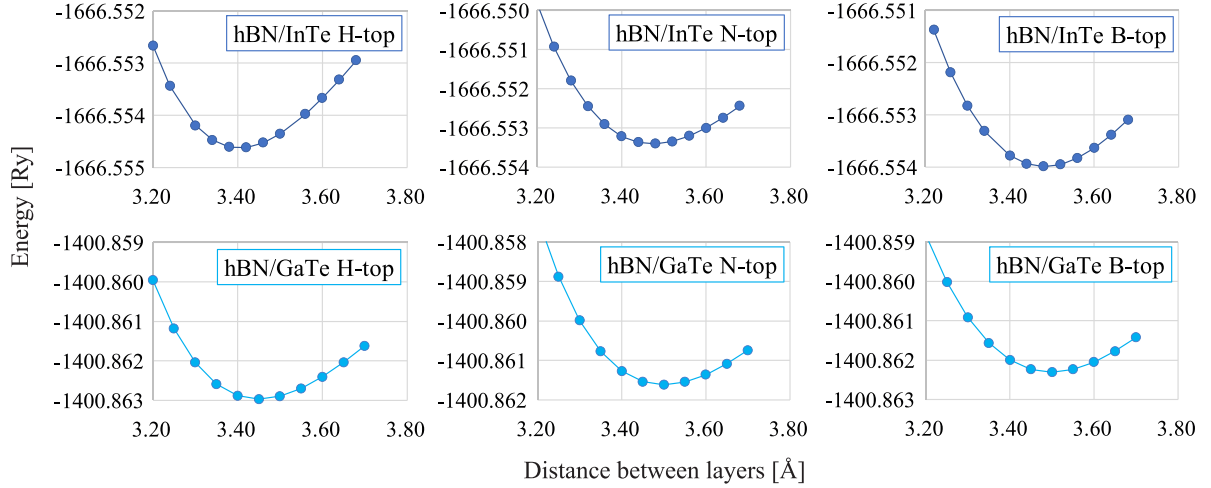 Energy [Ry]
hBN/InTe H-top
-1666.552
-1666.553
-1666.554
-1666.555
3.20 3.40 3.60 3.80
hBN/InTe N-top
-1666.550
-1666.551
-1666.552
-1666.553
-1666.554
3.20 3.40 3.60 3.80
hBN/InTe B-top
-1666.551
-1666.552
-1666.553
-1666.554
3.20 3.40 3.60 3.80
hBN/GaTe H-top
-1400.859
-1400.860
-1400.861
-1400.862
-1400.863
3.20 3.40 3.60 3.80
hBN/GaTe N-top
-1400.858
-1400.859
-1400.860
-1400.861
-1400.862
3.20 3.40 3.60 3.80
hBN/GaTe B-top
-1400.859
-1400.860
-1400.861
-1400.862
-1400.863
3.20 3.40 3.60 3.80
Distance between layers [Å]